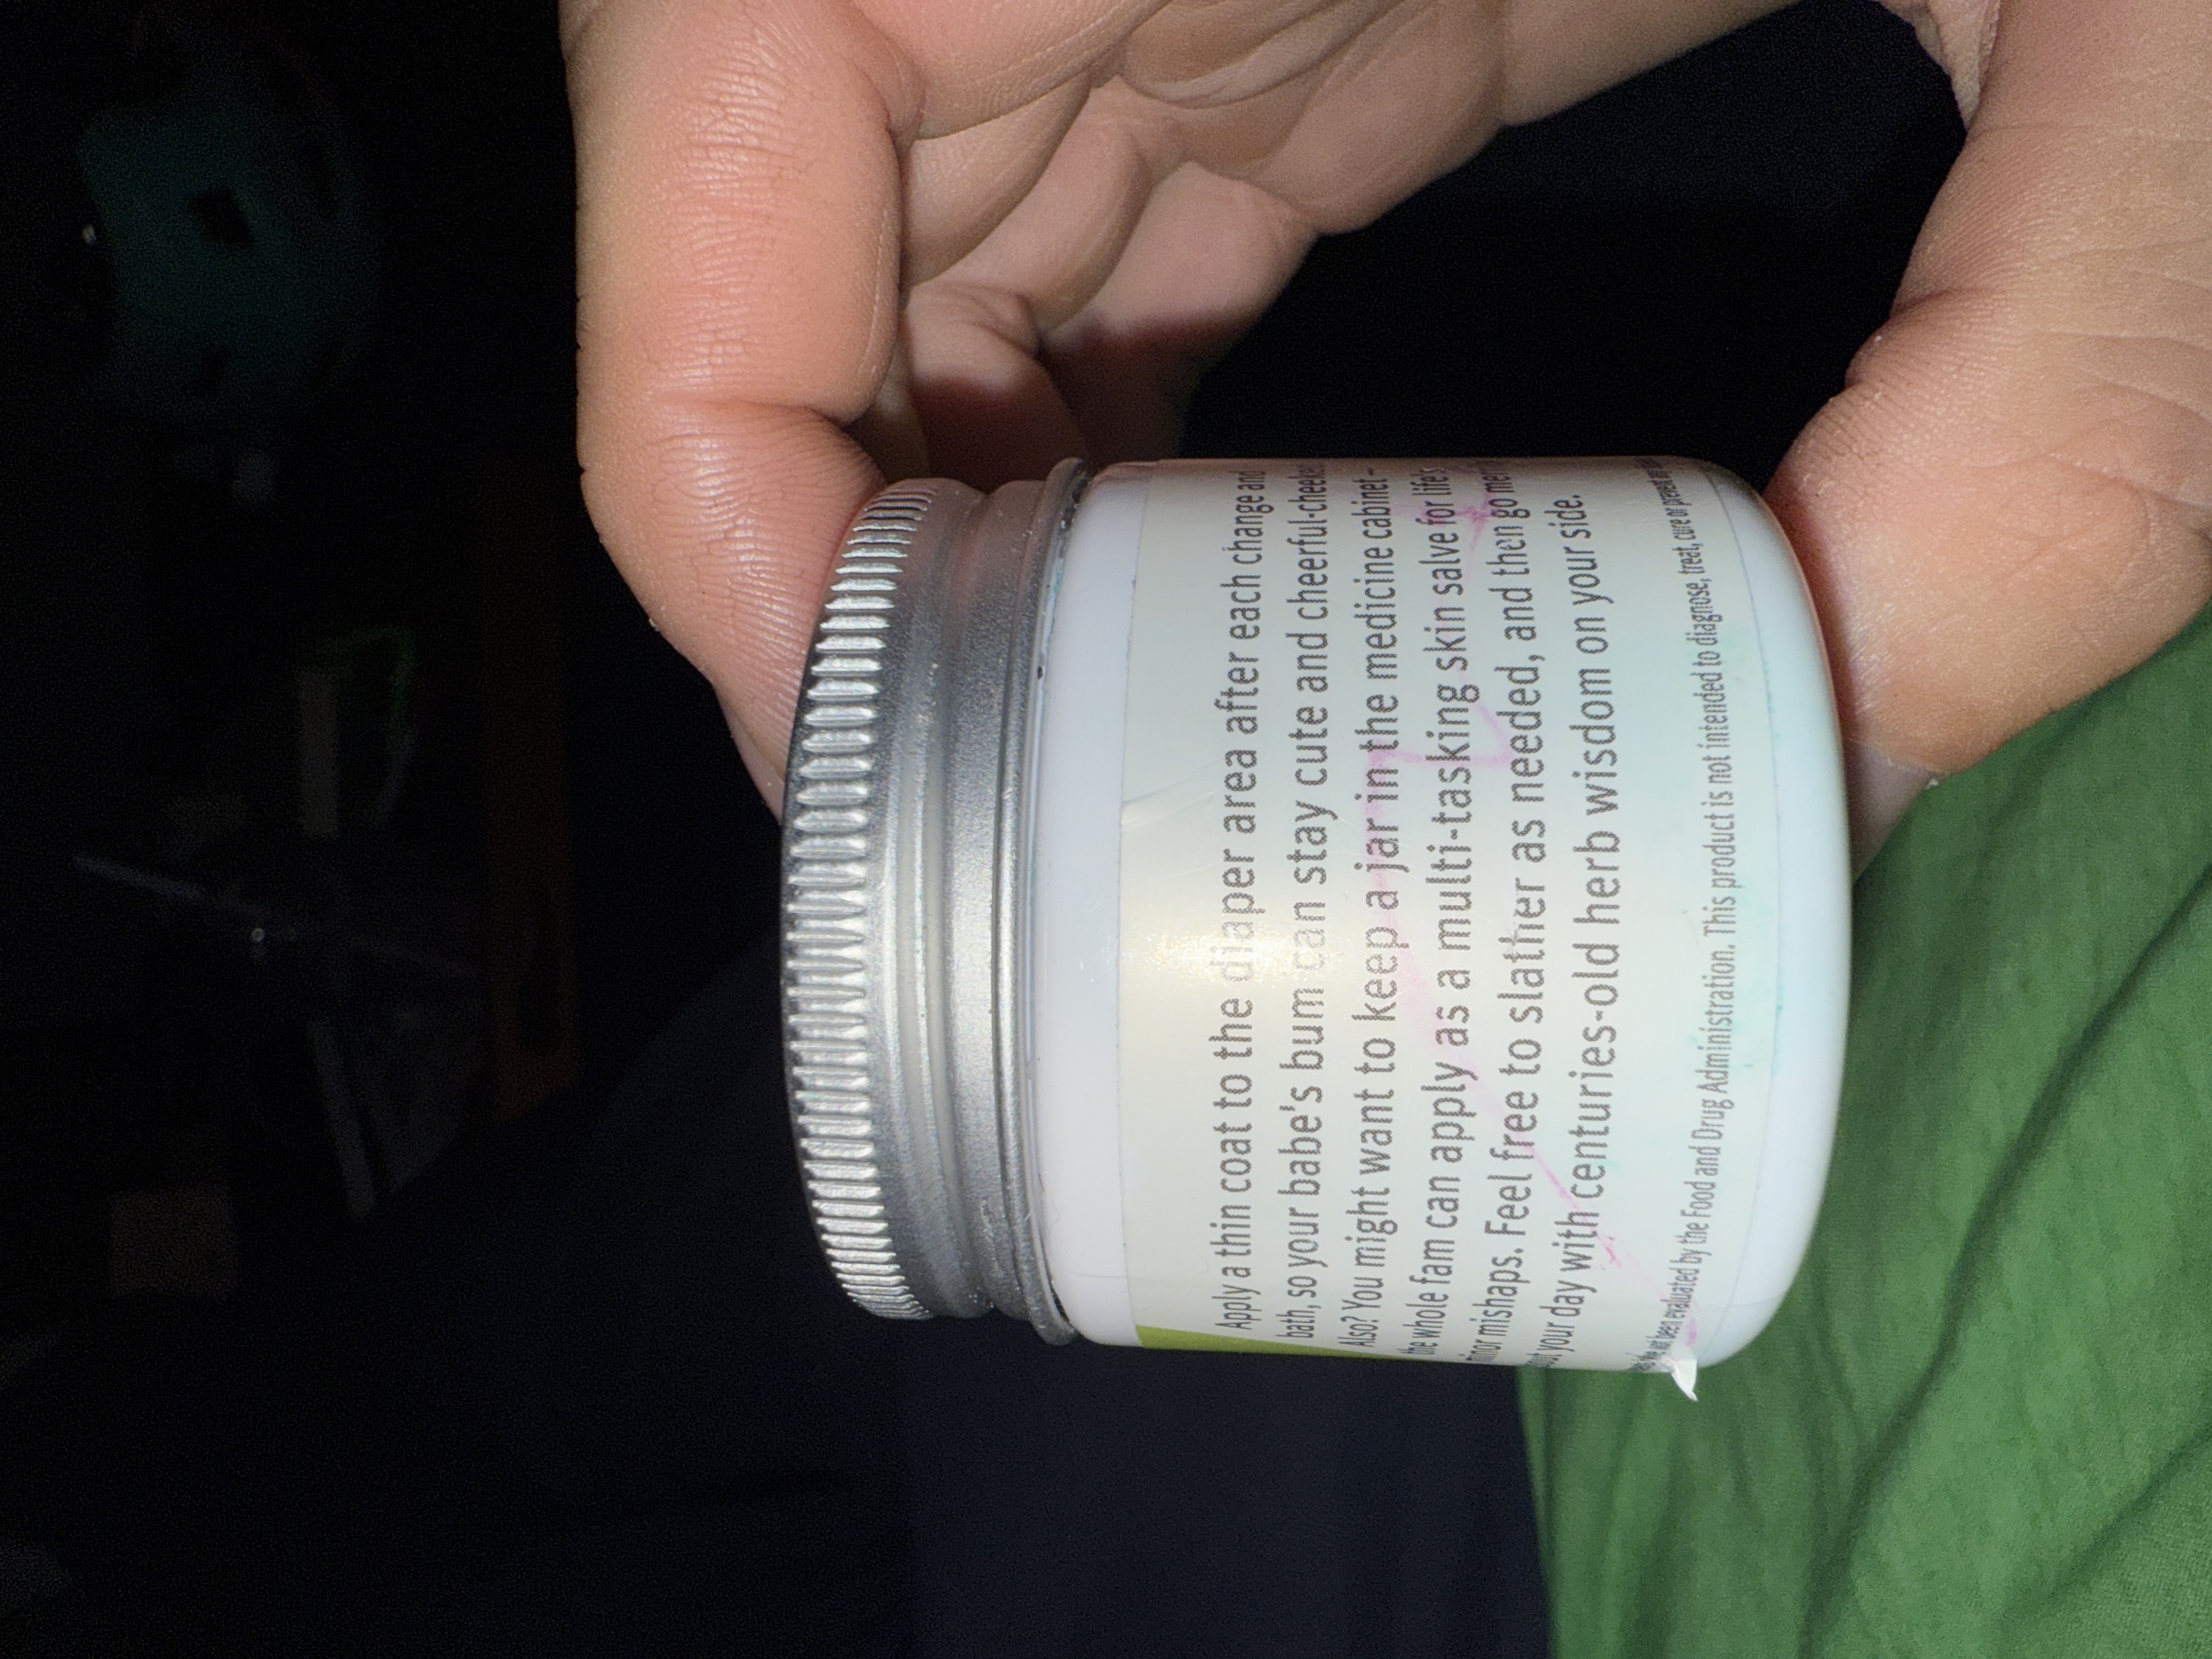 Apply a thin coat to the diaper area after each change and
bath, so your babe's bum can stay cute and cheerful-cheeked
Also? You might want to keep a jar in the medicine cabinet –
the whole fam can apply as a multi-tasking skin salve for life's
minor mishaps. Feel free to slather as needed, and then go
your day with centuries-old herb wisdom on your side.
not been evaluated by the Food and Drug Administration. This product is not intended to diagnose, treat, cure or prevent